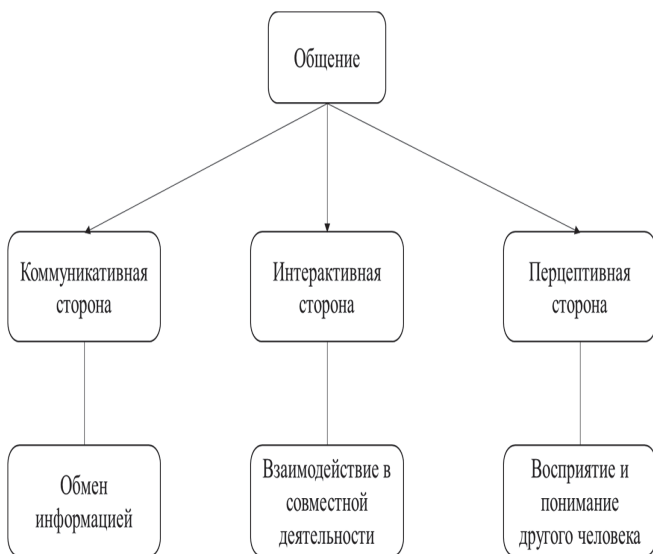 Общение
Коммуникативная
сторона
Интерактивная
сторона
Перцептивная
сторона
Обмен
информацией
Взаимодействие в
совместной
деятельности
Восприятие и
понимание
другого человека